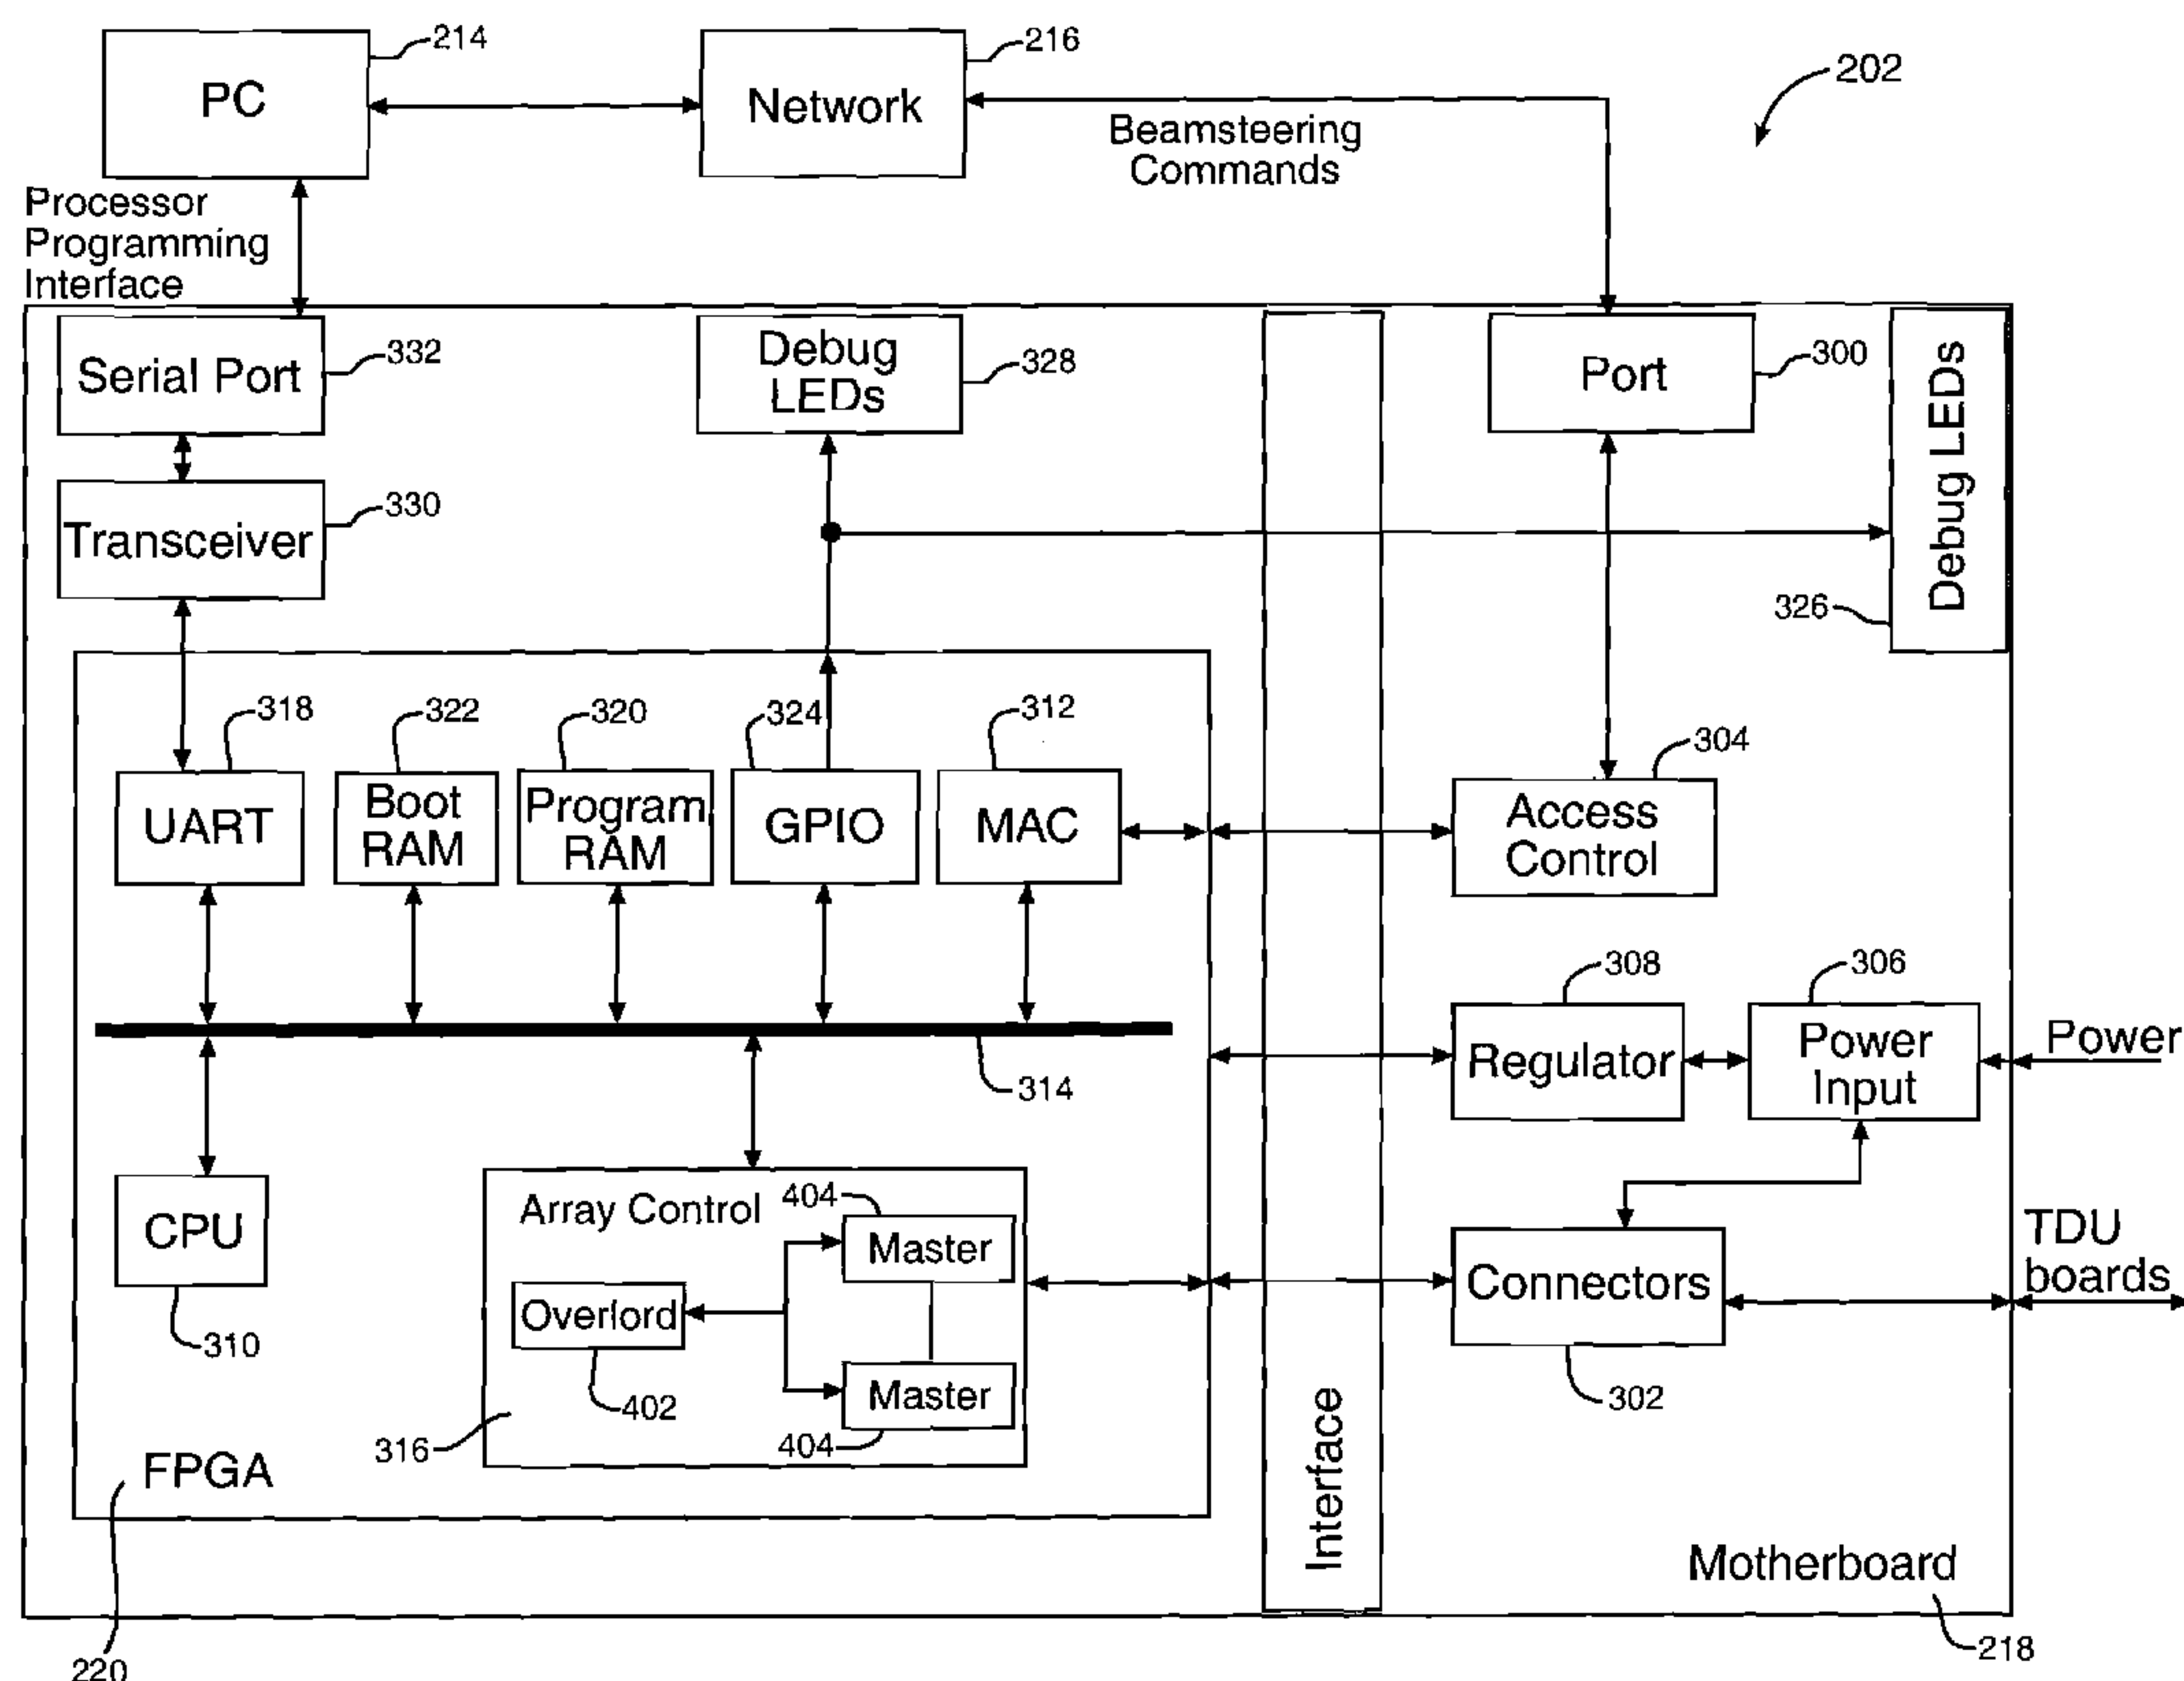 214
216
202
PC
Network
Beamsteering
Commands
Processor
Programming
Interface
Serial Port
332
Debug
LEDs
328
Port
300
Debug LEDs
326
Transceiver
330
318
322
320
324
312
304
UART
Boot
RAM
Program
RAM
GPIO
MAC
Access
Control
308
306
Regulator
Power
Input
Power
314
CPU
310
Array Control
404
Master
Overlord
402
Master
404
316
Connectors
302
TDU
boards
FPGA
220
Interface
Motherboard
218